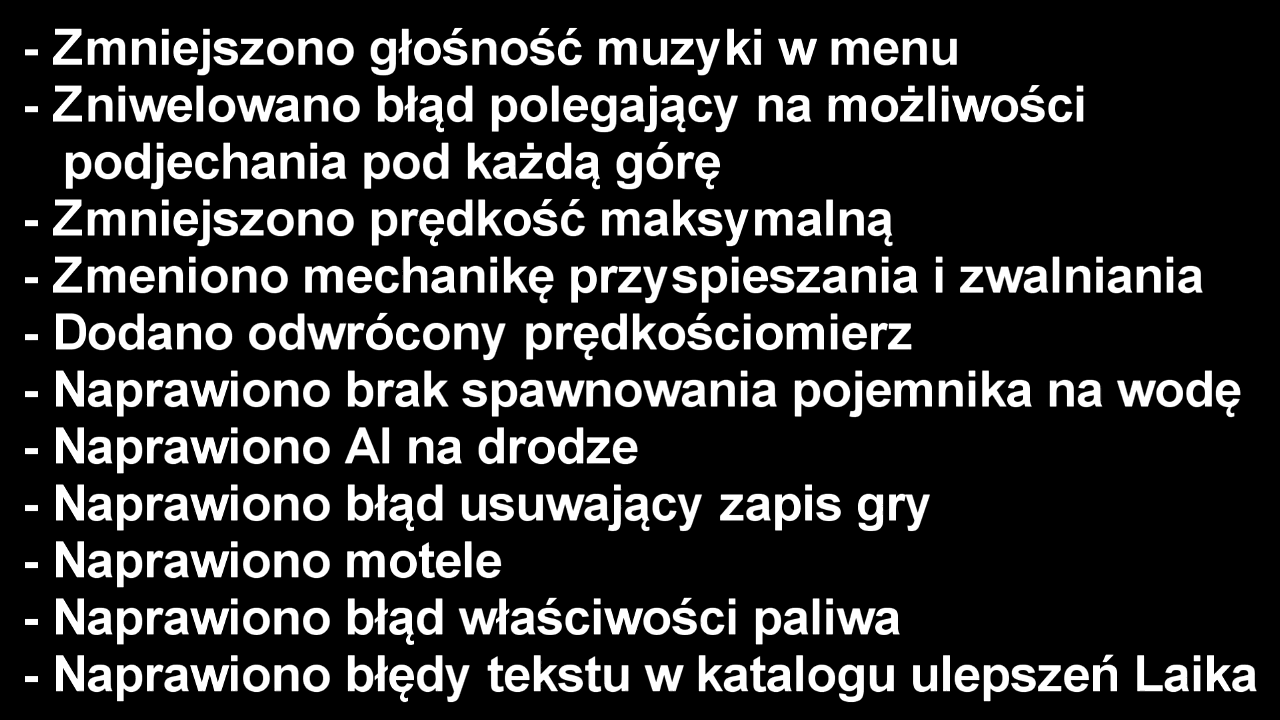 - Zmniejszono głośność muzyki w menu
- Zniwelowano błąd polegający na możliwości
podjechania pod każdą górę
- Zmniejszono prędkość maksymalną
- Zmeniono mechanikę przyspieszania i zwalniania
- Dodano odwrócony prędkościomierz
- Naprawiono brak spawnowania pojemnika na wodę
- Naprawiono AI na drodze
- Naprawiono błąd usuwający zapis gry
- Naprawiono motele
- Naprawiono błąd właściwości paliwa
- Naprawiono błędy tekstu w katalogu ulepszeń Laika